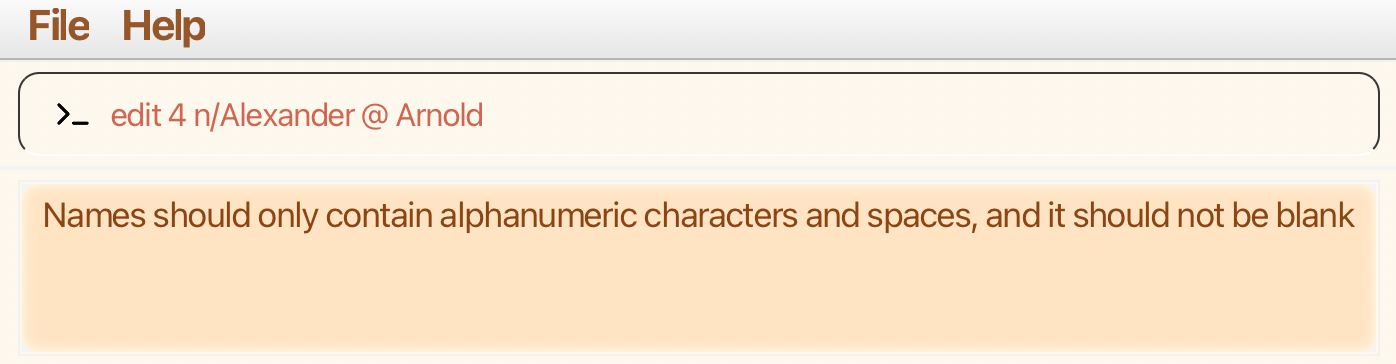 File Help
>_ edit 4 n/Alexander @ Arnold
Names should only contain alphanumeric characters and spaces, and it should not be blank